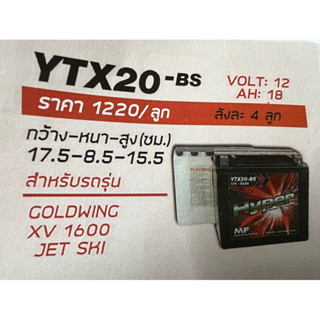 YTX20-BS
VOLT: 12
AH: 18
ราคา 1220/ลูก
ลังละ 4 ลูก
กว้าง-หนา-สูง(ซม.)
17.5-8.5-15.5
สำหรับรถรุ่น
GOLDWING
XV 1600
JET SKI
YTX20-BS
HYPER
MF